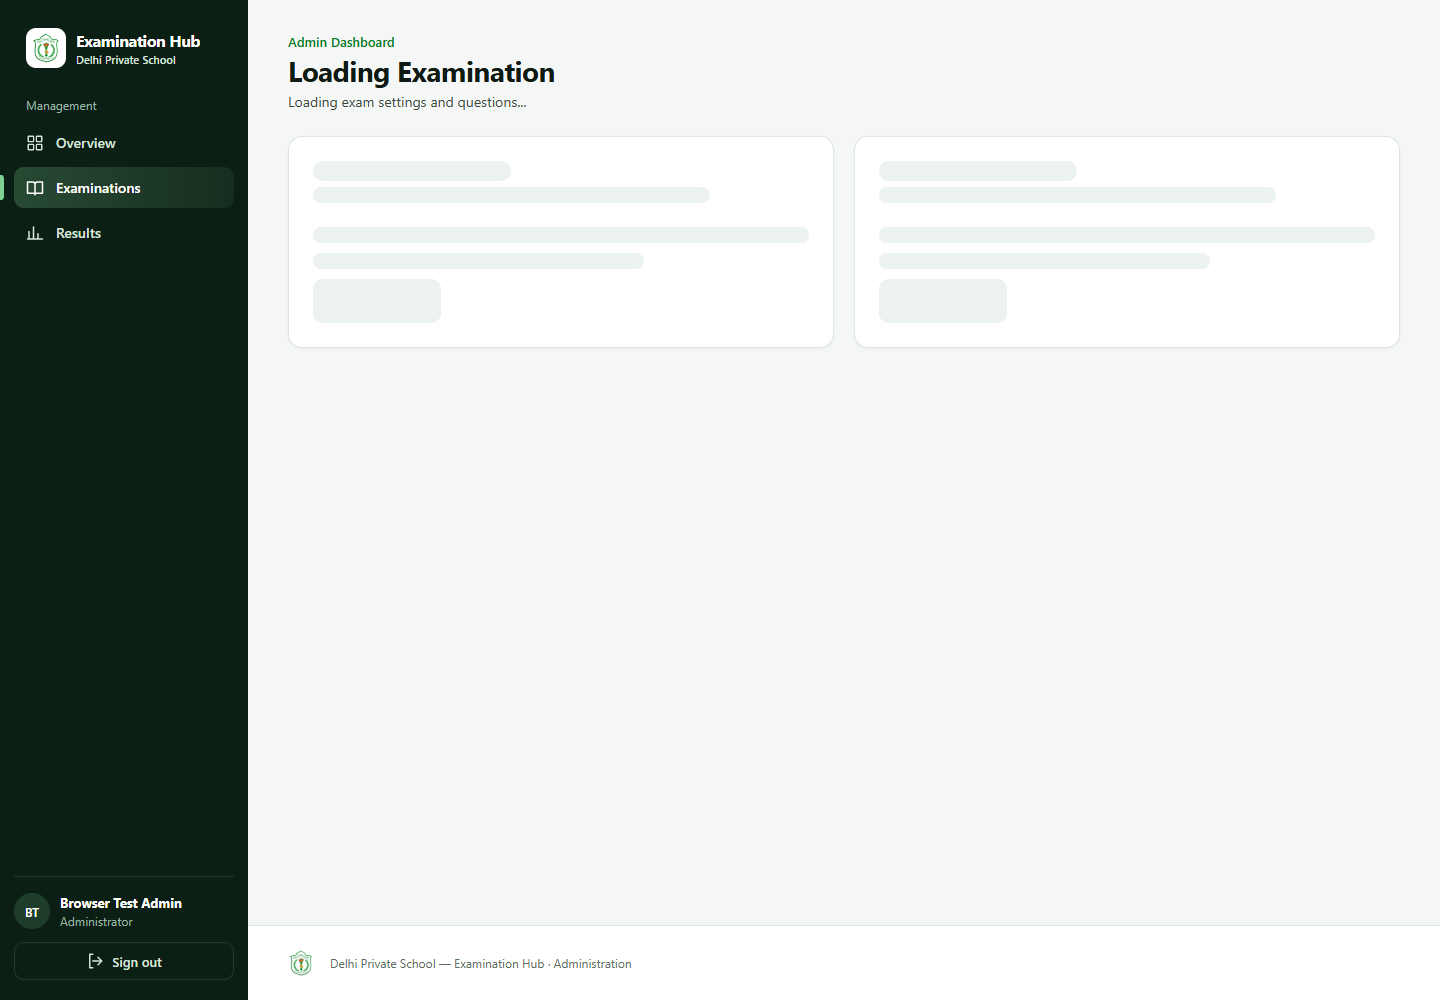 Examination Hub
Delhi Private School
Management
Overview
Examinations
Results
BT
Browser Test Admin
Administrator
Sign out
Admin Dashboard
Loading Examination
Loading exam settings and questions...
Delhi Private School — Examination Hub · Administration